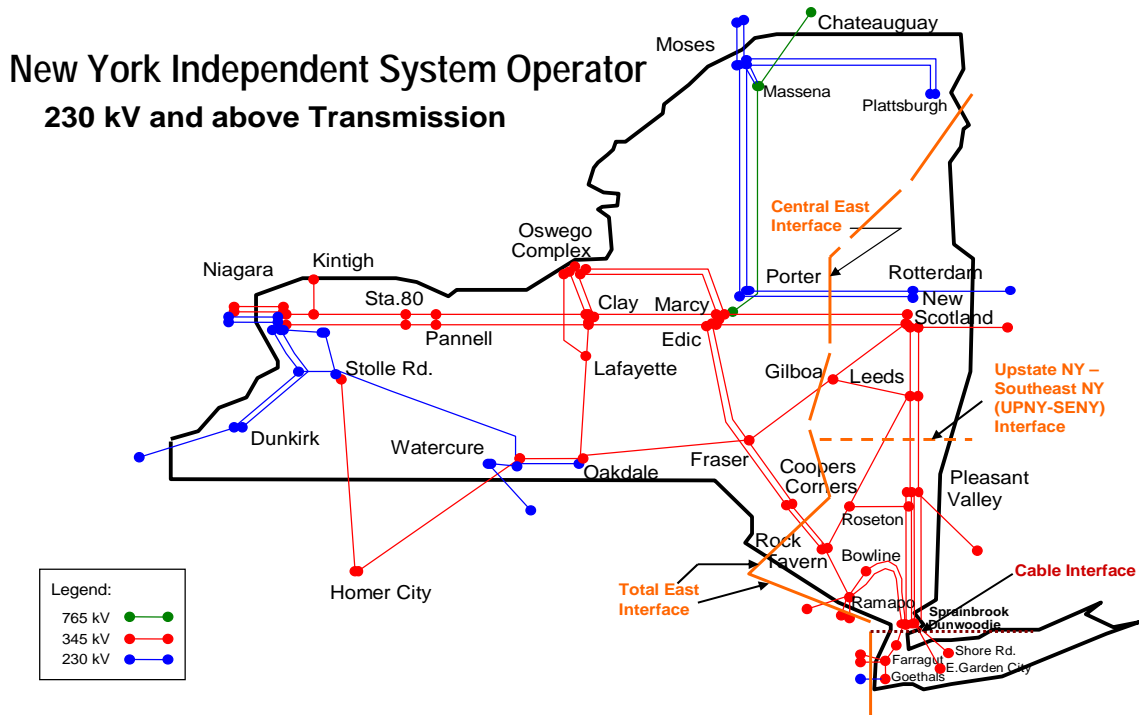 New York Independent System Operator
230 kV and above Transmission
Chateauguay
Moses
Massena
Plattsburgh
Central East
Interface
Oswego
Complex
Niagara
Kintigh
Sta.80
Pannell
Clay
Marcy
Edic
Porter
Rotterdam
New
Scotland
Stolle Rd.
Lafayette
Gilboa
Leeds
Upstate NY –
Southeast NY
(UPNY-SENY)
Interface
Dunkirk
Watercure
Oakdale
Fraser
Coopers
Corners
Pleasant
Valley
Roseton
Rock
Tavern
Bowline
Homer City
Total East
Interface
Ramapo
Cable Interface
Sprainbrook
Dunwoodie
Shore Rd.
Farragut
E.Garden City
Goethals
Legend:
765 kV
345 kV
230 kV